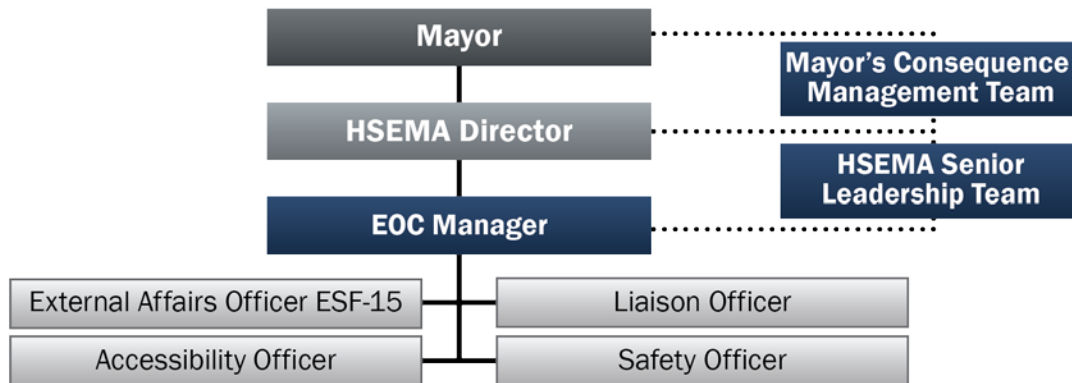 Mayor
Mayor's Consequence
Management Team
HSEMA Director
HSEMA Senior
Leadership Team
EOC Manager
External Affairs Officer ESF-15
Liaison Officer
Accessibility Officer
Safety Officer